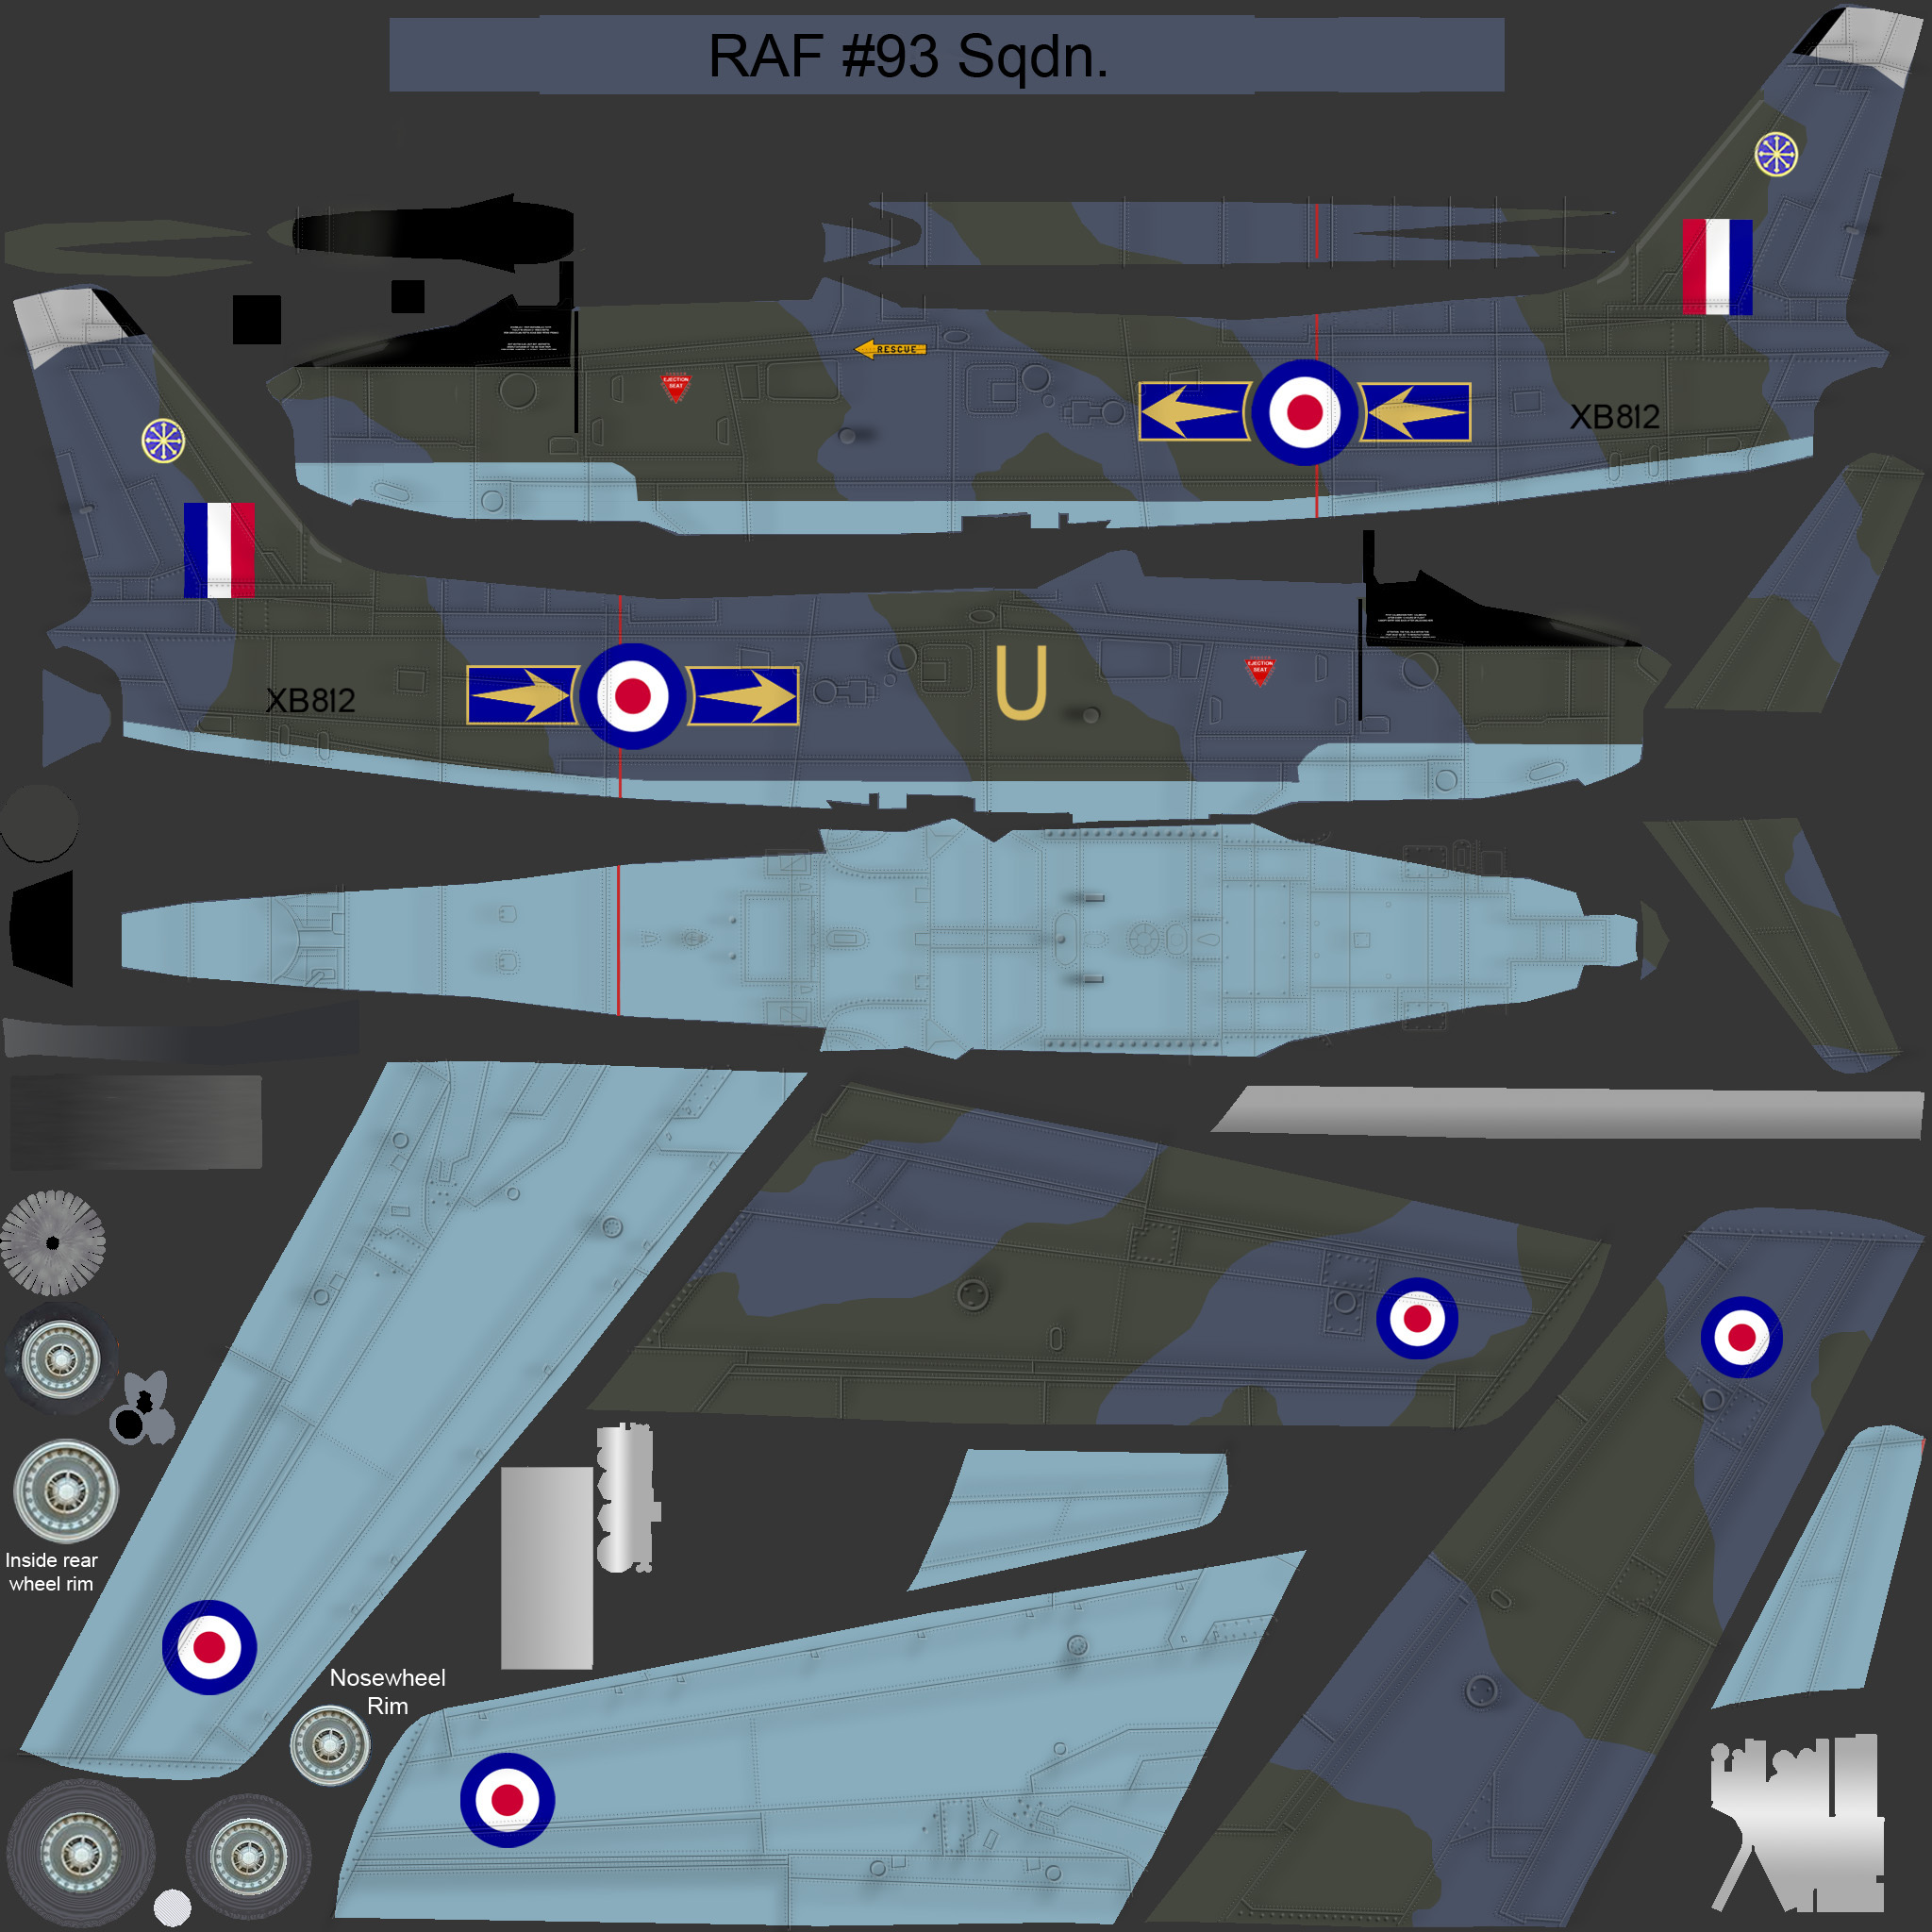 RAF #93 Sqdn.
RESCUE
EJECTION
SEAT
XB812
U
EJECTION
SEAT
XB812
Inside rear
wheel rim
Nosewheel
Rim